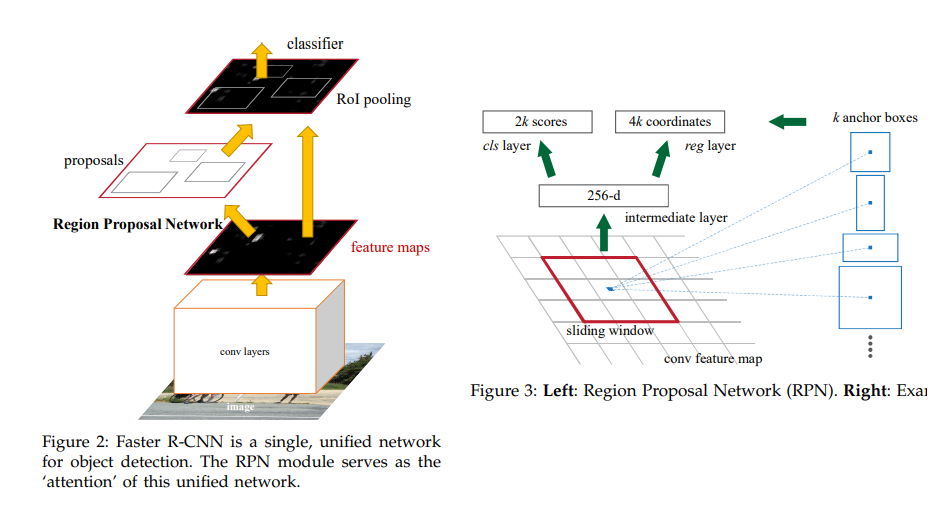 classifier
RoI pooling
proposals
Region Proposal Network
feature maps
conv layers
image
Figure 2: Faster R-CNN is a single, unified network
for object detection. The RPN module serves as the
‘attention’ of this unified network.
2k scores
4k coordinates
k anchor boxes
cls layer
reg layer
256-d
intermediate layer
sliding window
conv feature map
Figure 3: Left: Region Proposal Network (RPN). Right: Exa